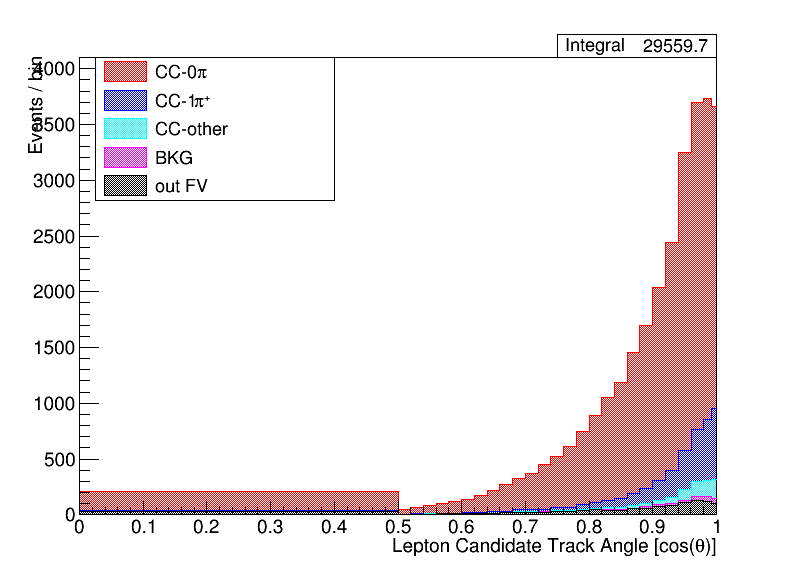 Integral 29559.7
Events / bin
CC-0π
CC-1π⁺
CC-other
BKG
out FV
4000
3500
3000
2500
2000
1500
1000
500
0
0 0.1 0.2 0.3 0.4 0.5 0.6 0.7 0.8 0.9 1
Lepton Candidate Track Angle [cos(θ)]